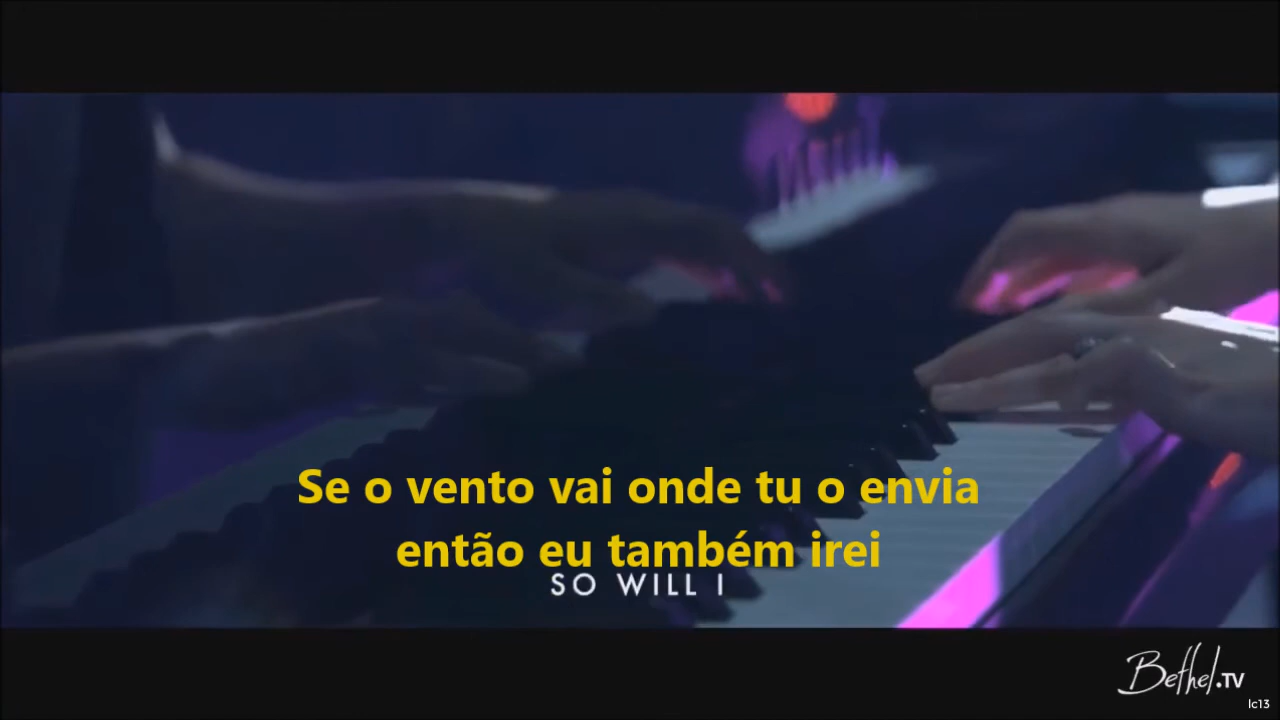 Se o vento vai onde tu o envia
então eu também irei
SO WILL I
Bethel.TV
lc13